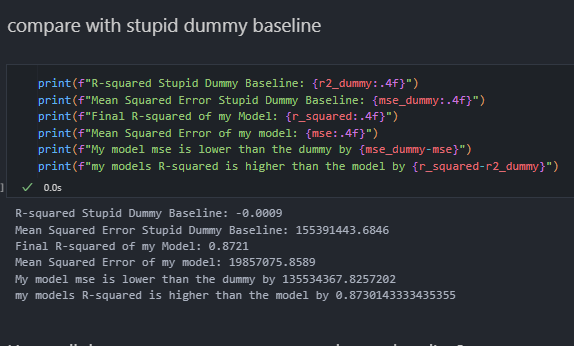 compare with stupid dummy baseline
print(f"R-squared Stupid Dummy Baseline: {r2_dummy:.4f}")
print(f"Mean Squared Error Stupid Dummy Baseline: {mse_dummy:.4f}")
print(f"Final R-squared of my Model: {r_squared:.4f}")
print(f"Mean Squared Error of my model: {mse:.4f}")
print(f"My model mse is lower than the dummy by {mse_dummy-mse}")
print(f"my models R-squared is higher than the model by {r_squared-r2_dummy}")
] ✓ 0.0s
R-squared Stupid Dummy Baseline: -0.0009
Mean Squared Error Stupid Dummy Baseline: 155391443.6846
Final R-squared of my Model: 0.8721
Mean Squared Error of my model: 19857075.8589
My model mse is lower than the dummy by 135534367.8257202
my models R-squared is higher than the model by 0.8730143333435355